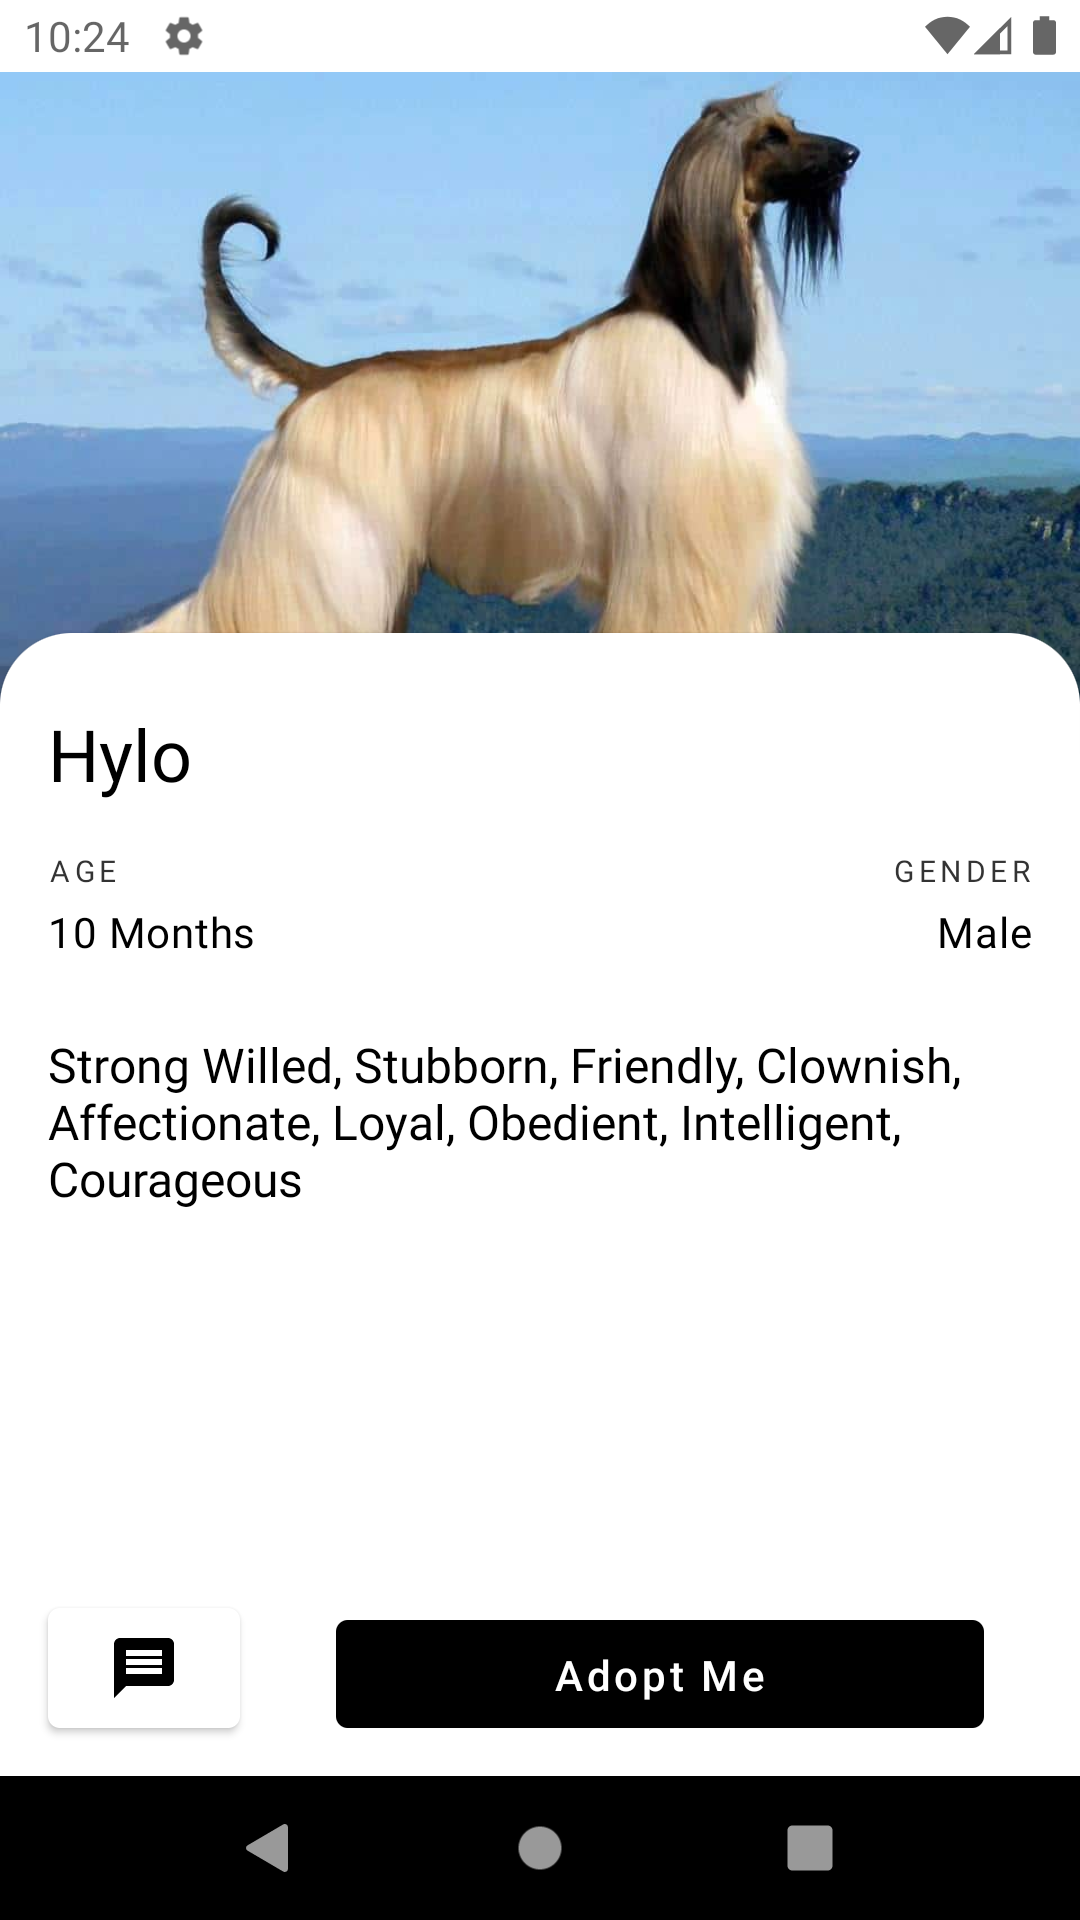 10:24
Hylo
AGE
GENDER
10 Months
Male
Strong Willed, Stubborn, Friendly, Clownish,
Affectionate, Loyal, Obedient, Intelligent,
Courageous
Adopt Me